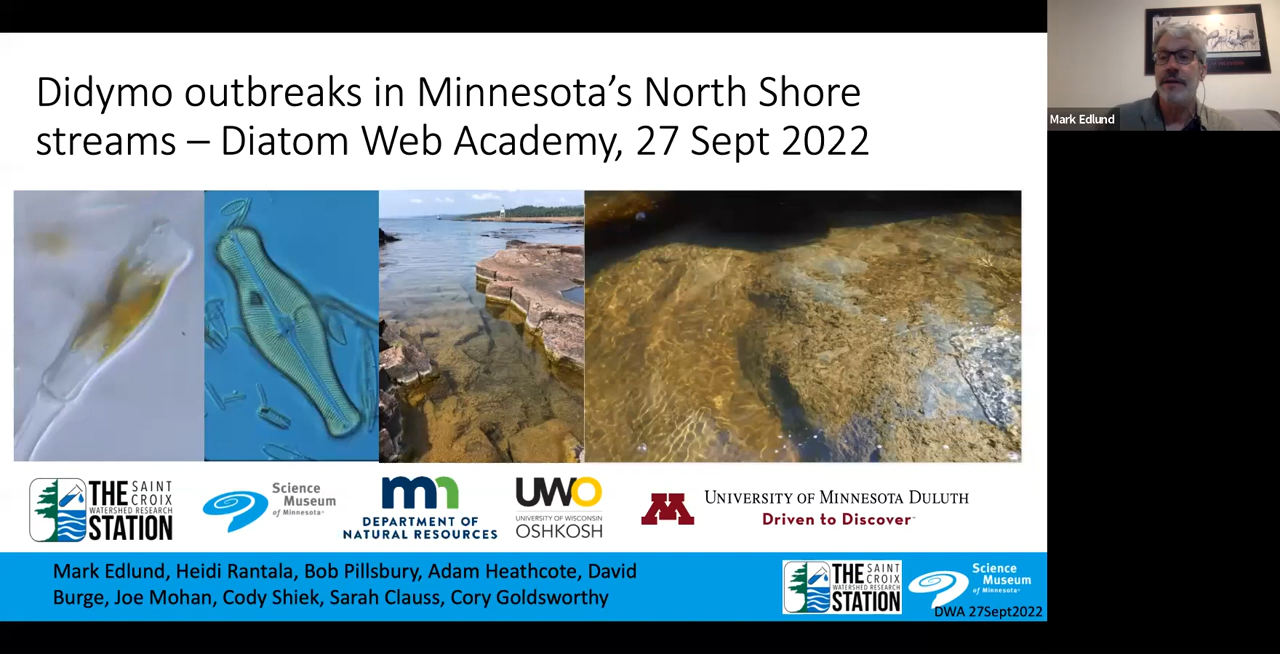 Didymo outbreaks in Minnesota's North Shore
streams – Diatom Web Academy, 27 Sept 2022
Mark Edlund
THE SAINT CROIX WATERSHED RESEARCH STATION
Science Museum of Minnesota
DEPARTMENT OF
NATURAL RESOURCES
UWO
UNIVERSITY OF WISCONSIN
OSHKOSH
UNIVERSITY OF MINNESOTA DULUTH
Driven to Discover
Mark Edlund, Heidi Rantala, Bob Pillsbury, Adam Heathcote, David
Burge, Joe Mohan, Cody Shiek, Sarah Clauss, Cory Goldsworthy
THE SAINT CROIX WATERSHED RESEARCH STATION
Science Museum of Minnesota
DWA 27Sept2022